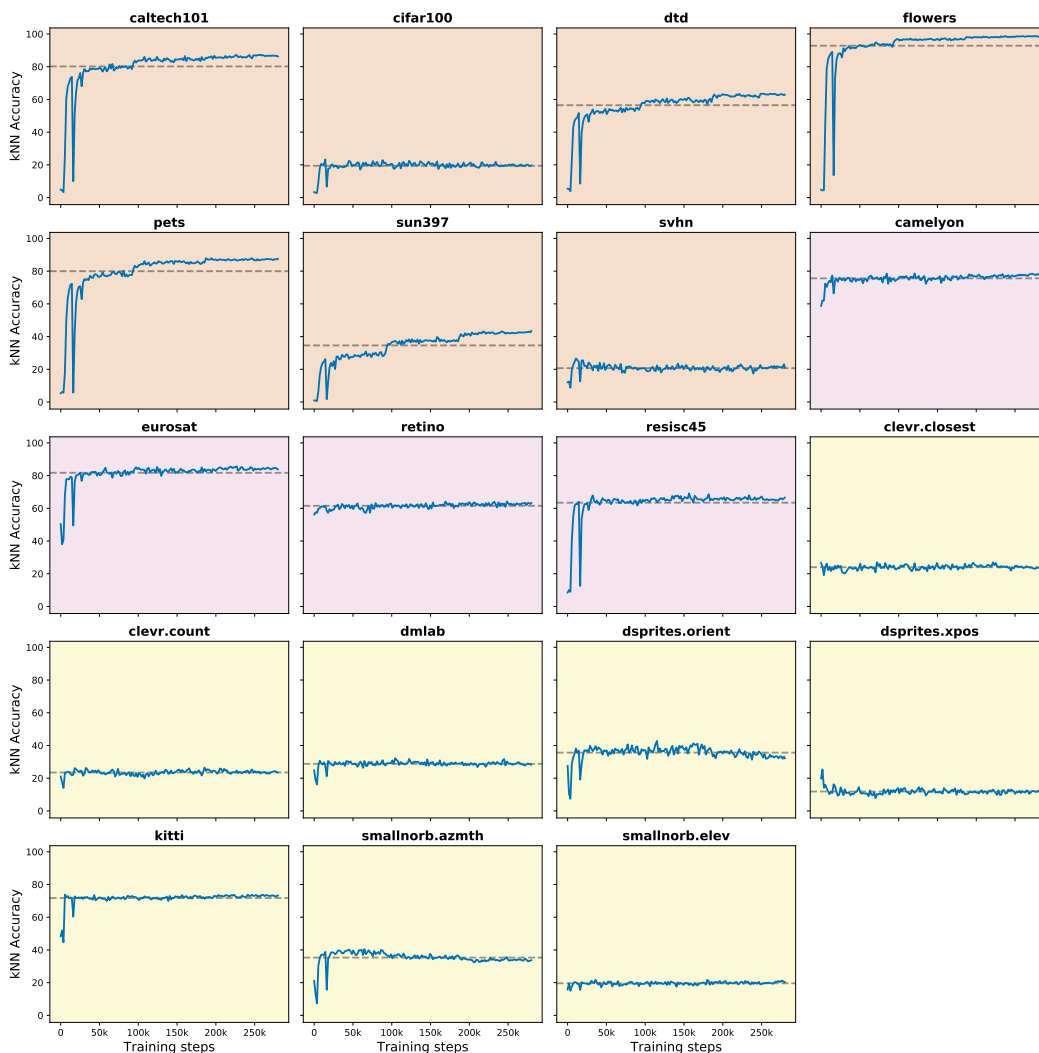 caltech101 cifar100 dtd flowers
100
80
60
40
20
0
kNN Accuracy
pets sun397 svhn camelyon
100
80
60
40
20
0
kNN Accuracy
eurosat retino resisc45 clevr.closest
100
80
60
40
20
0
kNN Accuracy
clevr.count dmlab dsprites.orient dsprites.xpos
100
80
60
40
20
0
kNN Accuracy
kitti smallnorb.azmth smallnorb.elev
100
80
60
40
20
0
kNN Accuracy
0 50k 100k 150k 200k 250k 0 50k 100k 150k 200k 250k 0 50k 100k 150k 200k 250k
Training steps Training steps Training steps